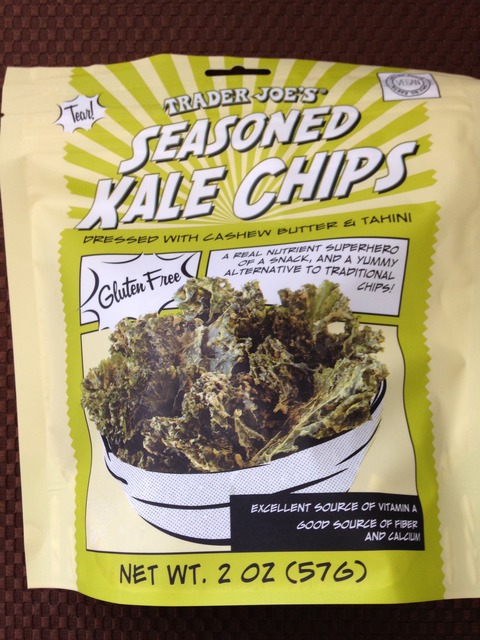 Tear!
VEGAN
TRADER JOE'S®
SEASONED
KALE CHIPS
DRESSED WITH CASHEW BUTTER & TAHINI
Gluten Free
A REAL NUTRIENT SUPERHERO
OF A SNACK, AND A YUMMY
ALTERNATIVE TO TRADITIONAL
CHIPS!
EXCELLENT SOURCE OF VITAMIN A
GOOD SOURCE OF FIBER
AND CALCIUM
NET WT. 2 OZ (57G)